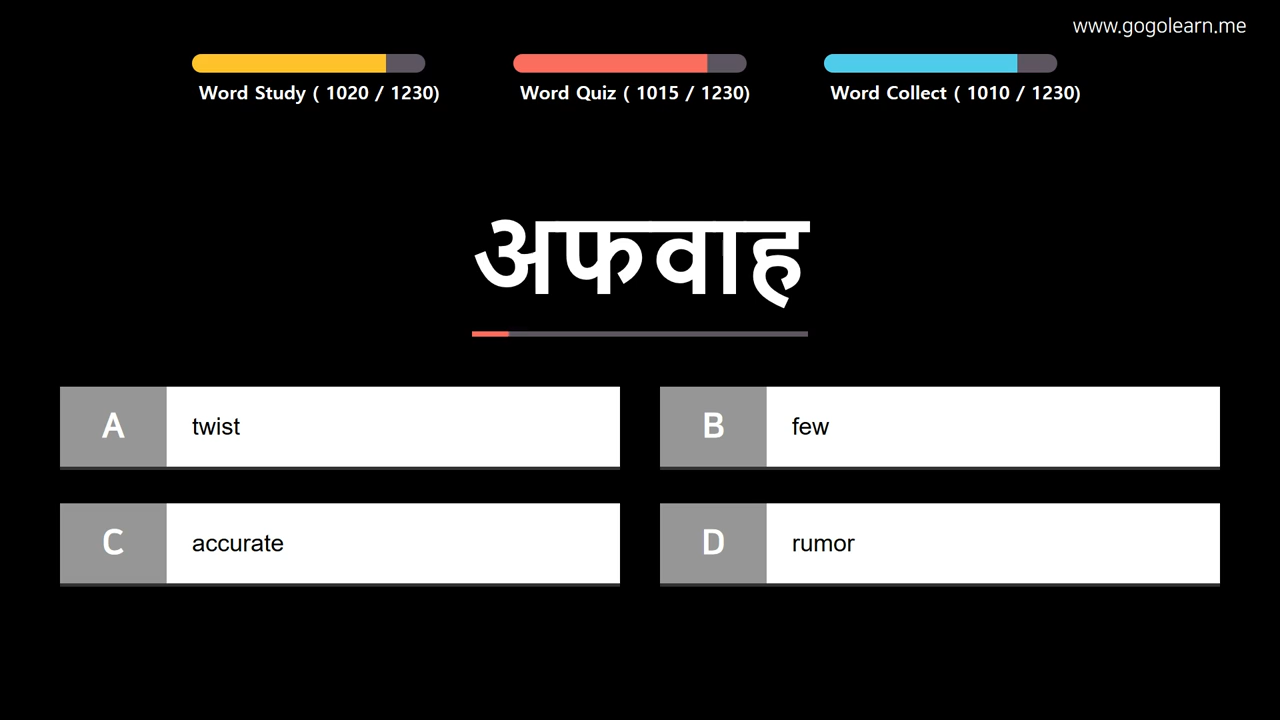 www.gogolearn.me
Word Study ( 1020 / 1230)
Word Quiz ( 1015 / 1230)
Word Collect ( 1010 / 1230)
अफवाह
A twist
B few
C accurate
D rumor